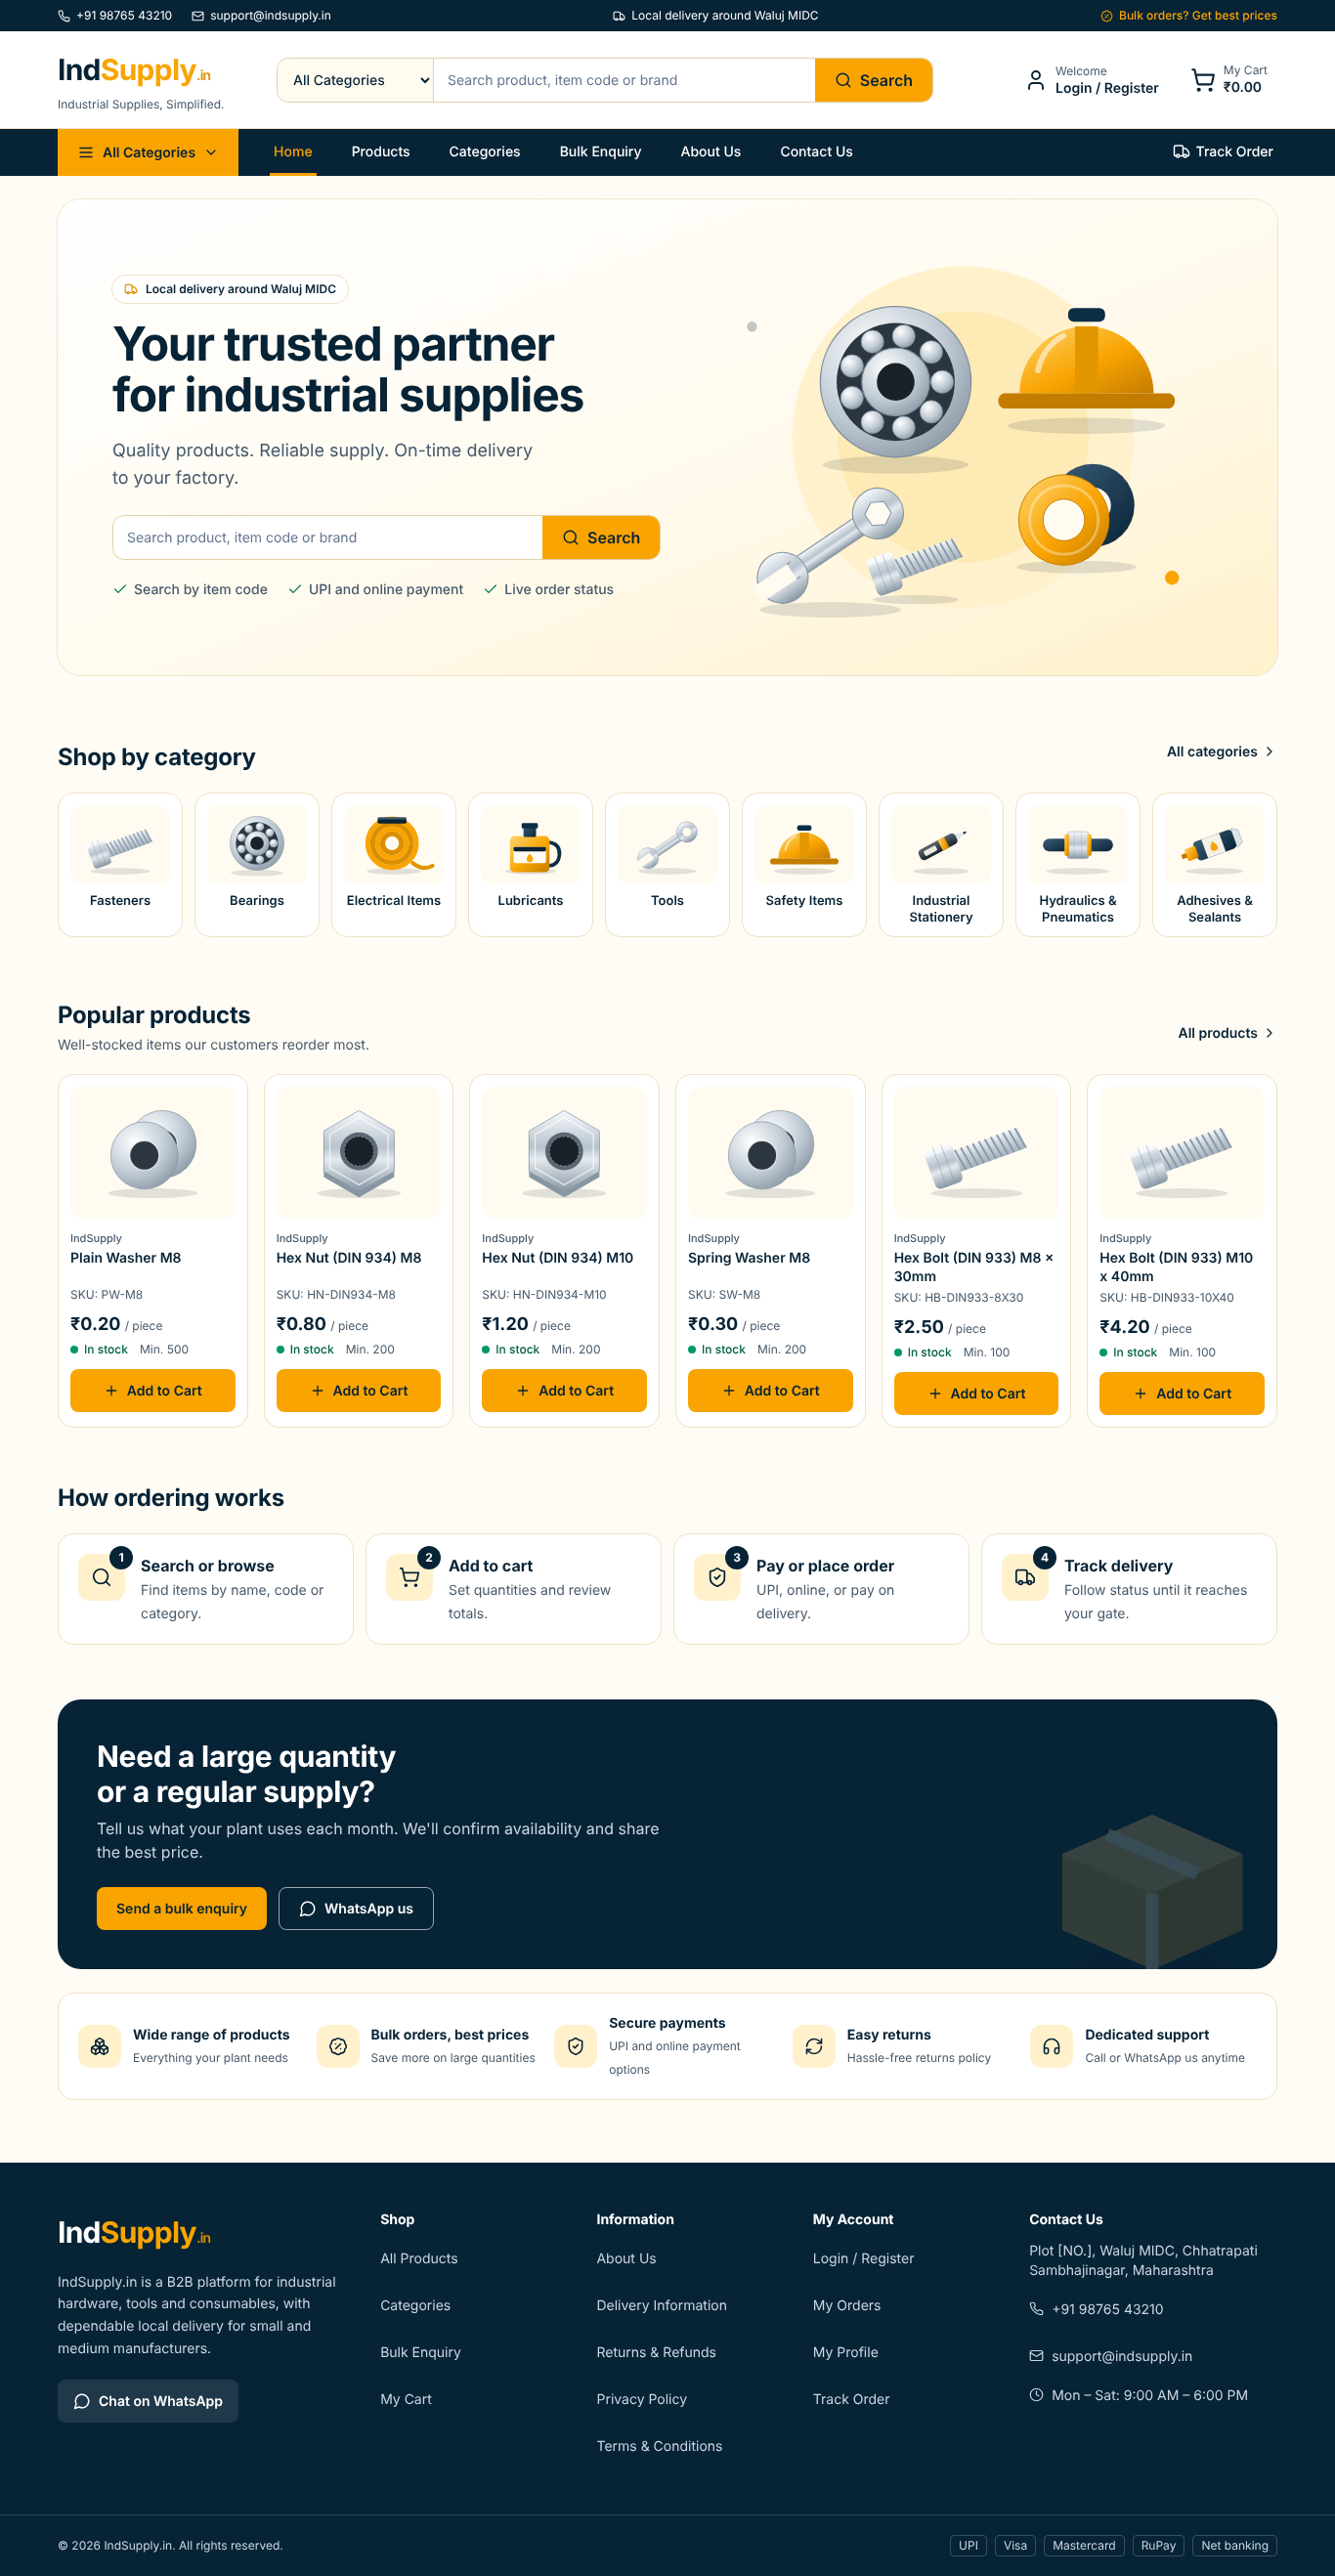 +91 98765 43210
support@indsupply.in
Local delivery around Waluj MIDC
Bulk orders? Get best prices
IndSupply.in
Industrial Supplies, Simplified.
All Categories
Search product, item code or brand
Search
Welcome
Login / Register
My Cart
₹0.00
All Categories
Home
Products
Categories
Bulk Enquiry
About Us
Contact Us
Track Order
Local delivery around Waluj MIDC
Your trusted partner
for industrial supplies
Quality products. Reliable supply. On-time delivery
to your factory.
Search product, item code or brand
Search
Search by item code
UPI and online payment
Live order status
Shop by category
All categories
Fasteners
Bearings
Electrical Items
Lubricants
Tools
Safety Items
Industrial
Stationery
Hydraulics &
Pneumatics
Adhesives &
Sealants
Popular products
Well-stocked items our customers reorder most.
All products
IndSupply
Plain Washer M8
SKU: PW-M8
₹0.20 / piece
In stock Min. 500
Add to Cart
IndSupply
Hex Nut (DIN 934) M8
SKU: HN-DIN934-M8
₹0.80 / piece
In stock Min. 200
Add to Cart
IndSupply
Hex Nut (DIN 934) M10
SKU: HN-DIN934-M10
₹1.20 / piece
In stock Min. 200
Add to Cart
IndSupply
Spring Washer M8
SKU: SW-M8
₹0.30 / piece
In stock Min. 200
Add to Cart
IndSupply
Hex Bolt (DIN 933) M8 ×
30mm
SKU: HB-DIN933-8X30
₹2.50 / piece
In stock Min. 100
Add to Cart
IndSupply
Hex Bolt (DIN 933) M10
x 40mm
SKU: HB-DIN933-10X40
₹4.20 / piece
In stock Min. 100
Add to Cart
How ordering works
1
Search or browse
Find items by name, code or
category.
2
Add to cart
Set quantities and review
totals.
3
Pay or place order
UPI, online, or pay on
delivery.
4
Track delivery
Follow status until it reaches
your gate.
Need a large quantity
or a regular supply?
Tell us what your plant uses each month. We'll confirm availability and share
the best price.
Send a bulk enquiry
WhatsApp us
Wide range of products
Everything your plant needs
Bulk orders, best prices
Save more on large quantities
Secure payments
UPI and online payment
options
Easy returns
Hassle-free returns policy
Dedicated support
Call or WhatsApp us anytime
IndSupply.in
IndSupply.in is a B2B platform for industrial
hardware, tools and consumables, with
dependable local delivery for small and
medium manufacturers.
Chat on WhatsApp
Shop
All Products
Categories
Bulk Enquiry
My Cart
Information
About Us
Delivery Information
Returns & Refunds
Privacy Policy
Terms & Conditions
My Account
Login / Register
My Orders
My Profile
Track Order
Contact Us
Plot [NO.], Waluj MIDC, Chhatrapati
Sambhajinagar, Maharashtra
+91 98765 43210
support@indsupply.in
Mon – Sat: 9:00 AM – 6:00 PM
© 2026 IndSupply.in. All rights reserved.
UPI
Visa
Mastercard
RuPay
Net banking